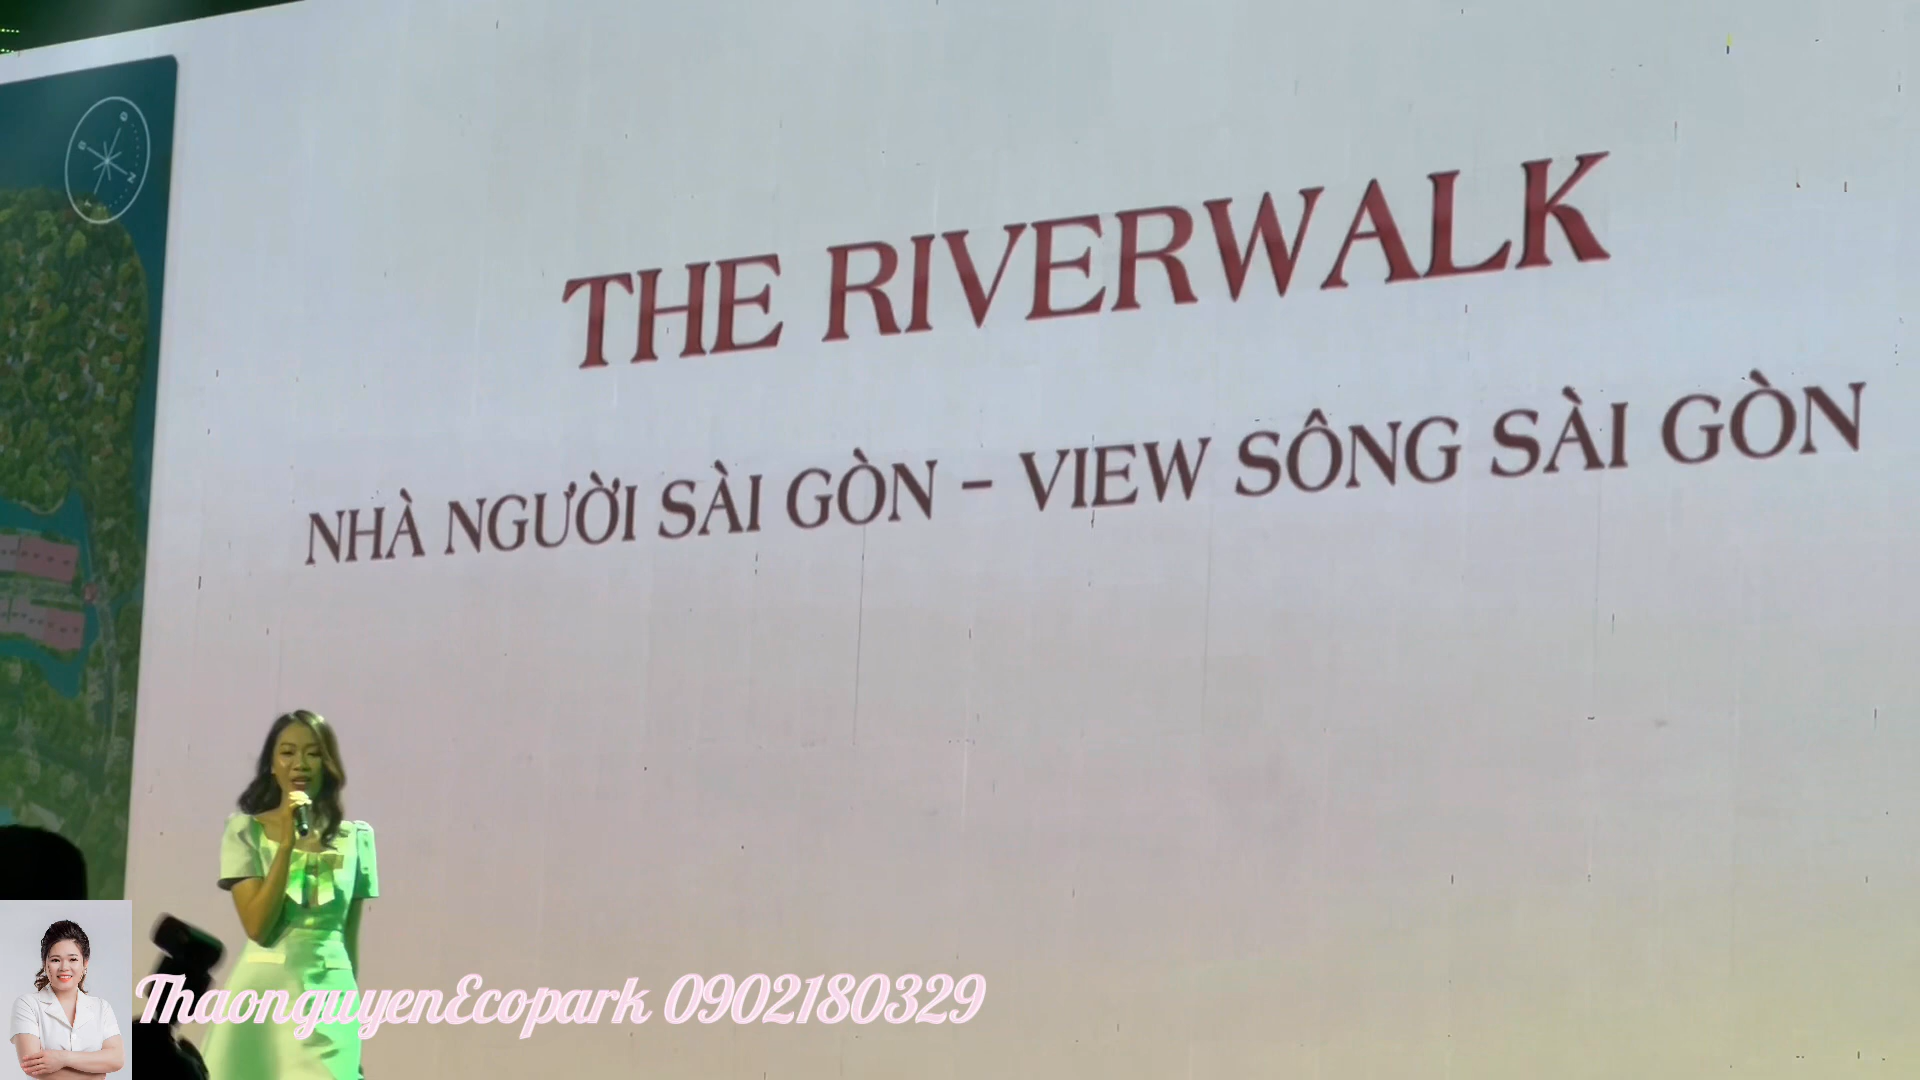 THE RIVERWALK
NHÀ NGƯỜI SÀI GÒN - VIEW SÔNG SÀI GÒN
N
ThaonguyenEcopark 0902180329